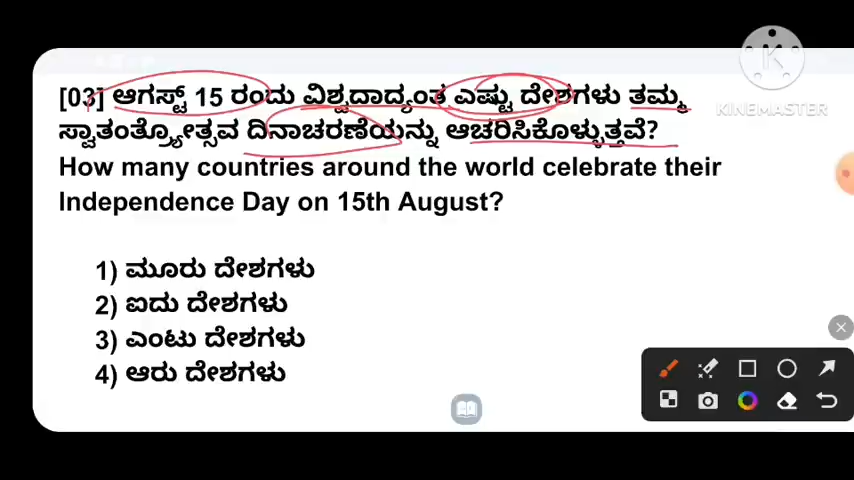 [03] ಆಗಸ್ಟ್ 15 ರಂದು ವಿಶ್ವದಾದ್ಯಂತ ಎಷ್ಟು ದೇಶಗಳು ತಮ್ಮ
ಸ್ವಾತಂತ್ರ್ಯೋತ್ಸವ ದಿನಾಚರಣೆಯನ್ನು ಆಚರಿಸಿಕೊಳ್ಳುತ್ತವೆ?
How many countries around the world celebrate their
Independence Day on 15th August?
1) ಮೂರು ದೇಶಗಳು
2) ಐದು ದೇಶಗಳು
3) ಎಂಟು ದೇಶಗಳು
4) ಆರು ದೇಶಗಳು
K
KINEMASTER